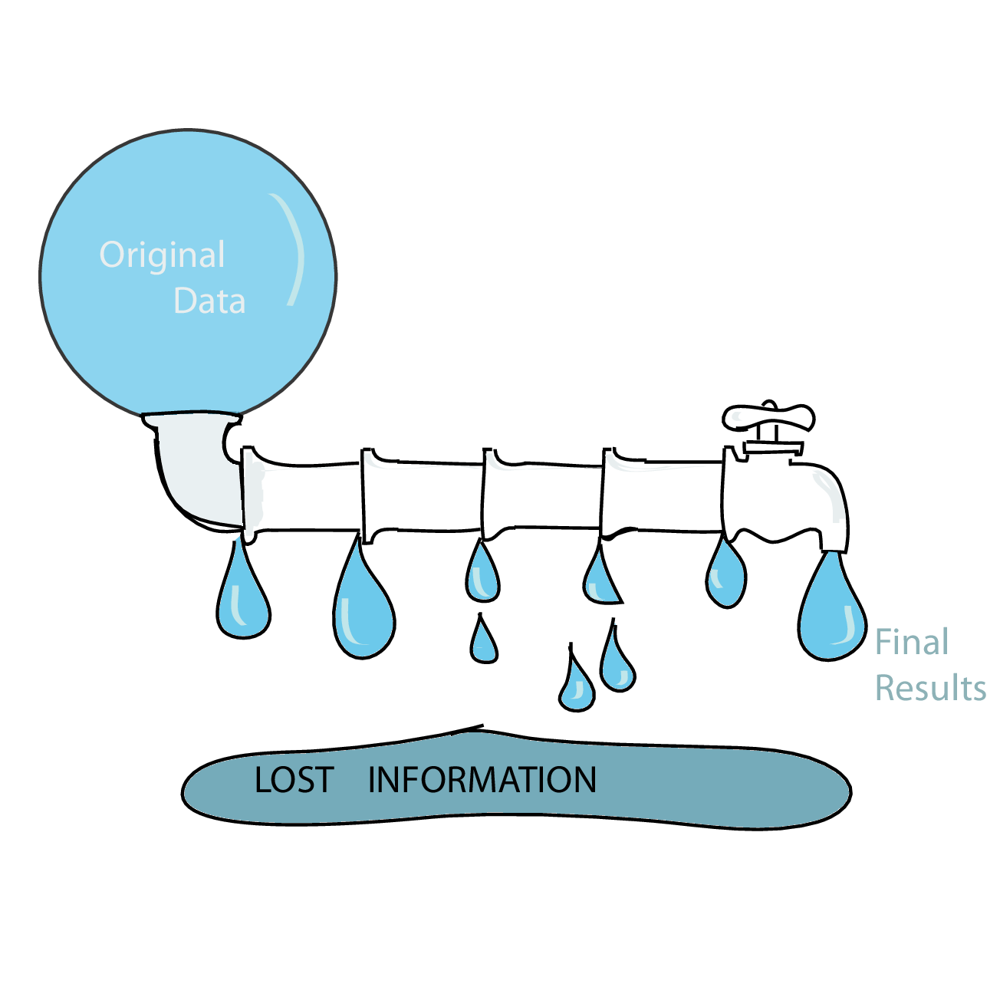 Original
Data
Final
Results
LOST INFORMATION